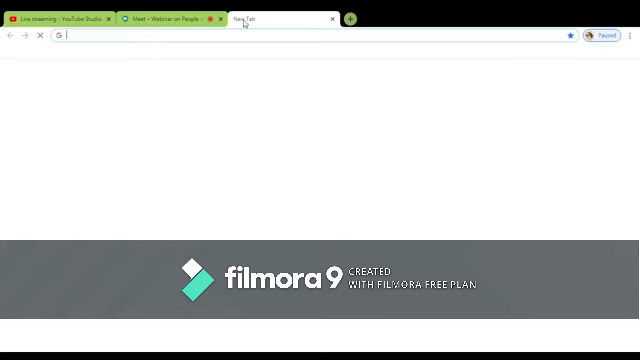 Live streaming - YouTube Studio
Meet – Webinar on People –
New Tab
Paused
filmora 9
CREATED
WITH FILMORA FREE PLAN